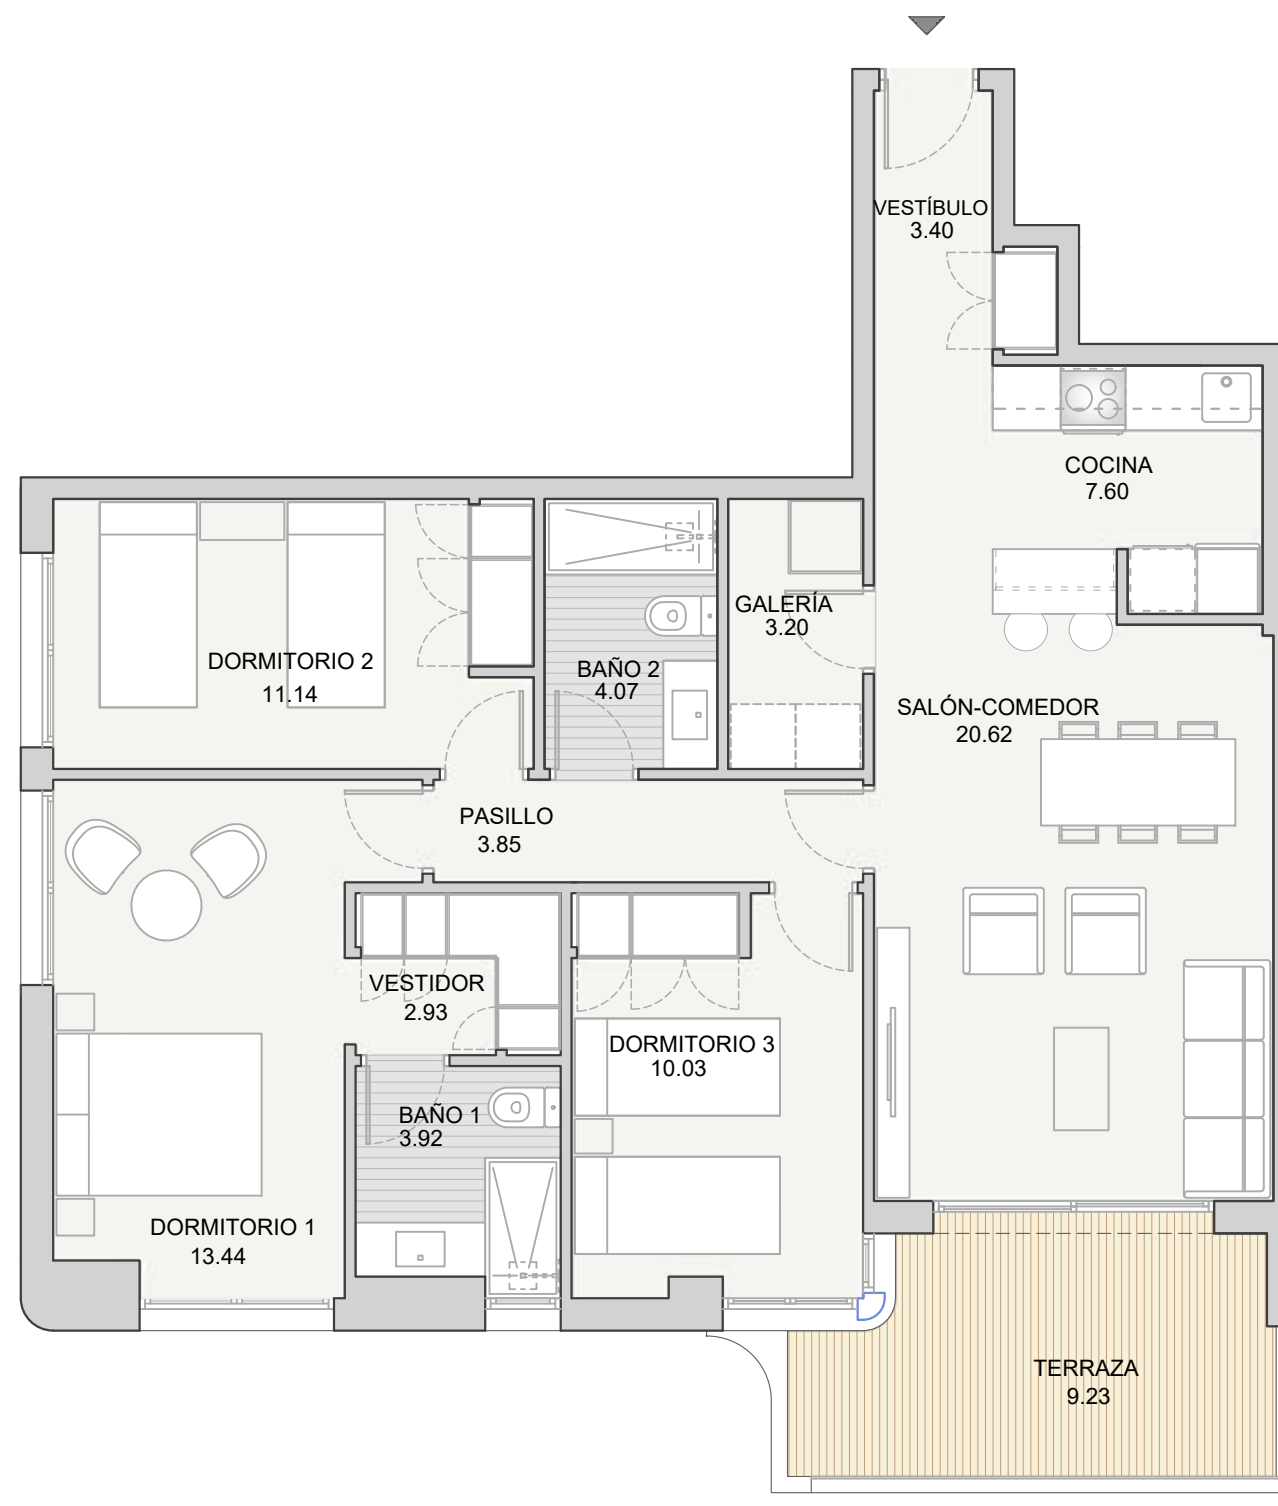 VESTÍBULO
3.40
COCINA
7.60
GALERÍA
3.20
DORMITORIO 2
11.14
BAÑO 2
4.07
SALÓN-COMEDOR
20.62
PASILLO
3.85
VESTIDOR
2.93
DORMITORIO 3
10.03
BAÑO 1
3.92
DORMITORIO 1
13.44
TERRAZA
9.23